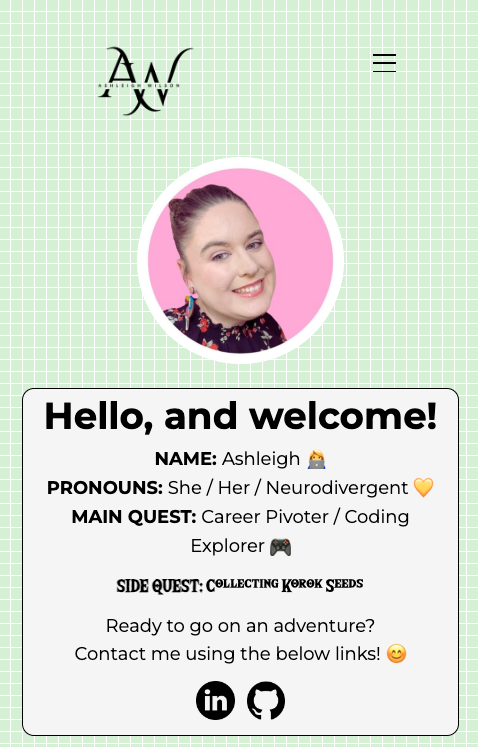 AW
ASHLEIGH WILSON
Hello, and welcome!
NAME: Ashleigh 👩‍💻
PRONOUNS: She / Her / Neurodivergent 💛
MAIN QUEST: Career Pivoter / Coding
Explorer 🎮
SIDE QUEST: Collecting Korok Seeds
Ready to go on an adventure?
Contact me using the below links! 😊
in